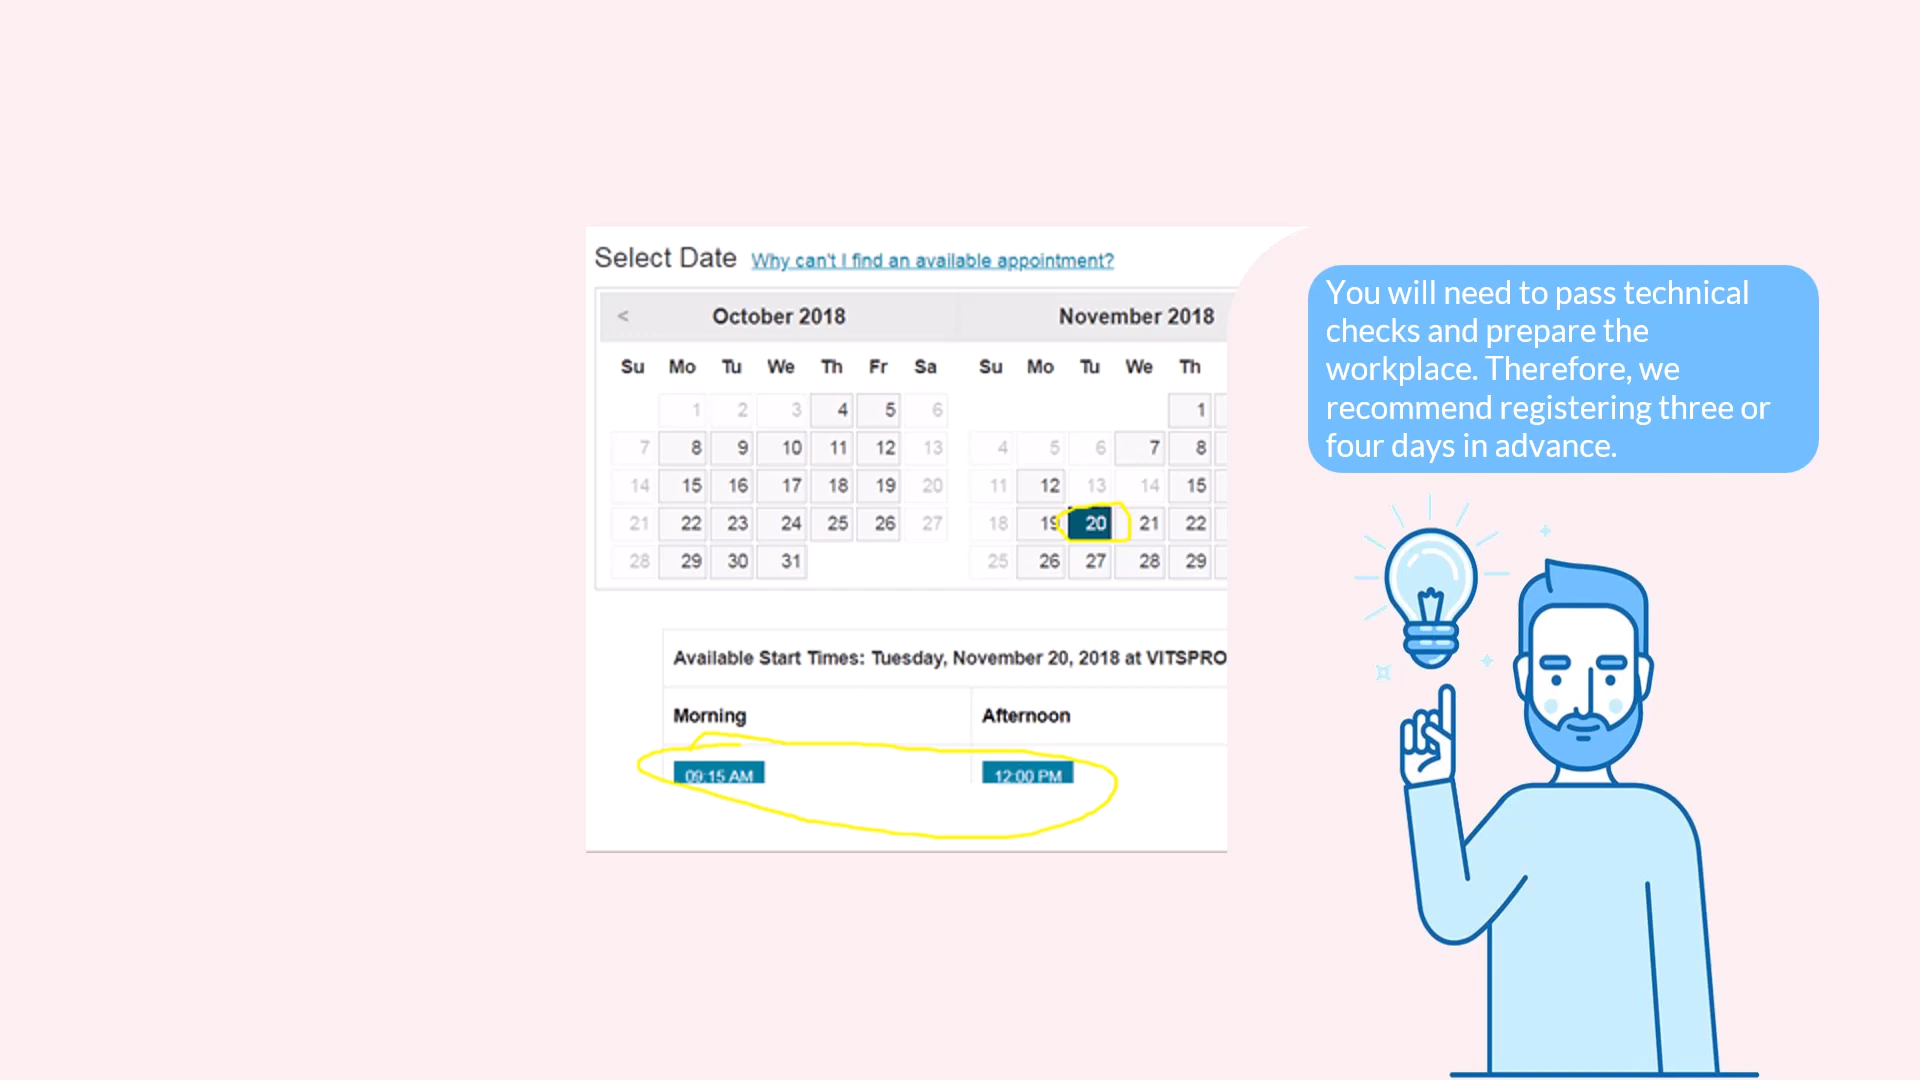 Select Date Why can't I find an available appointment?
< October 2018 November 2018
Su Mo Tu We Th Fr Sa Su Mo Tu We Th
1 2 3 4 5 6 1
7 8 9 10 11 12 13 4 5 6 7 8
14 15 16 17 18 19 20 11 12 13 14 15
21 22 23 24 25 26 27 18 19 20 21 22
28 29 30 31 25 26 27 28 29
Available Start Times: Tuesday, November 20, 2018 at VITSPRO
Morning Afternoon
09:15 AM 12:00 PM
You will need to pass technical
checks and prepare the
workplace. Therefore, we
recommend registering three or
four days in advance.